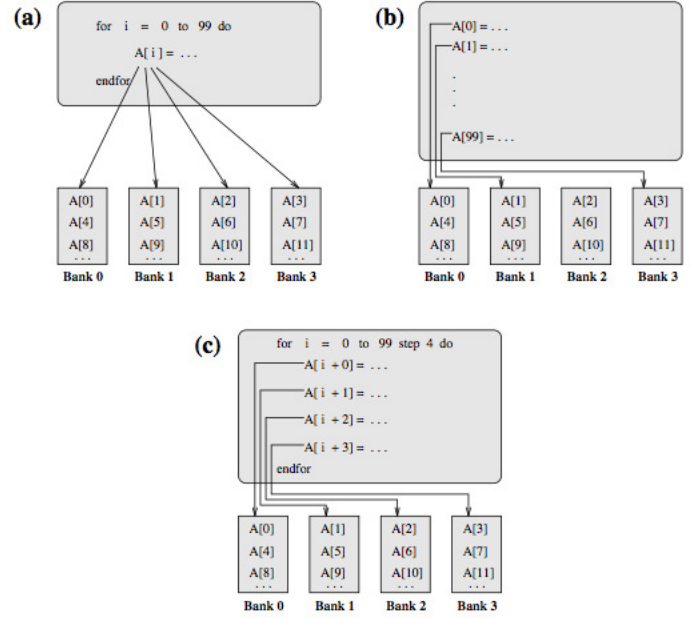 (a)
for i = 0 to 99 do
A[ i ] = ...
endfor
A[0] A[1] A[2] A[3]
A[4] A[5] A[6] A[7]
A[8] A[9] A[10] A[11]
... ... ... ...
Bank 0 Bank 1 Bank 2 Bank 3
(b)
A[0] = ...
A[1] = ...
.
.
.
A[99] = ...
A[0] A[1] A[2] A[3]
A[4] A[5] A[6] A[7]
A[8] A[9] A[10] A[11]
... ... ... ...
Bank 0 Bank 1 Bank 2 Bank 3
(c)
for i = 0 to 99 step 4 do
A[ i +0] = ...
A[ i +1] = ...
A[ i +2] = ...
A[ i +3] = ...
endfor
A[0] A[1] A[2] A[3]
A[4] A[5] A[6] A[7]
A[8] A[9] A[10] A[11]
... ... ... ...
Bank 0 Bank 1 Bank 2 Bank 3